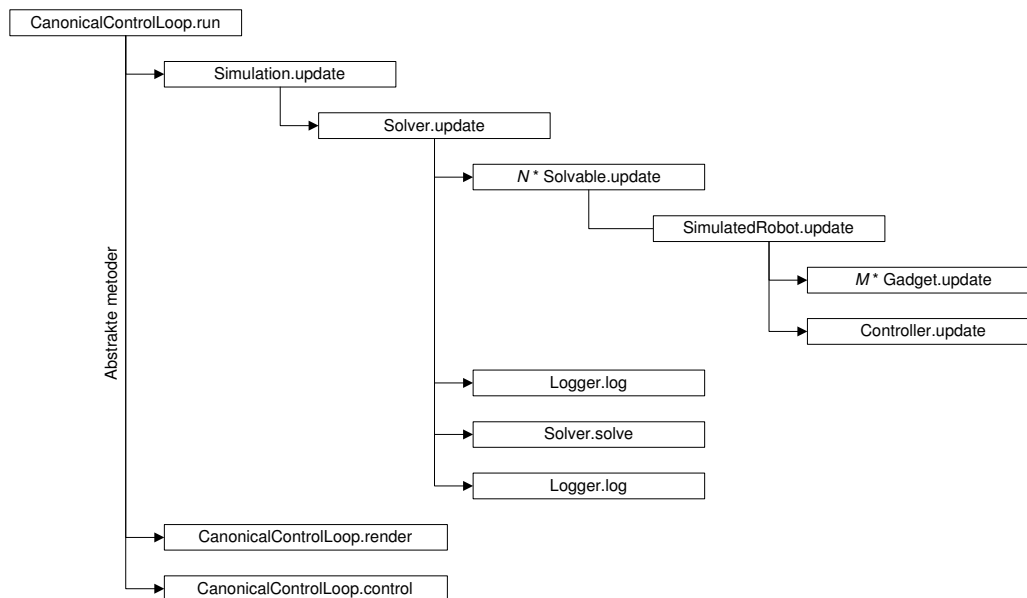 CanonicalControlLoop.run
Simulation.update
Solver.update
N * Solvable.update
SimulatedRobot.update
M * Gadget.update
Controller.update
Abstrakte metoder
Logger.log
Solver.solve
Logger.log
CanonicalControlLoop.render
CanonicalControlLoop.control